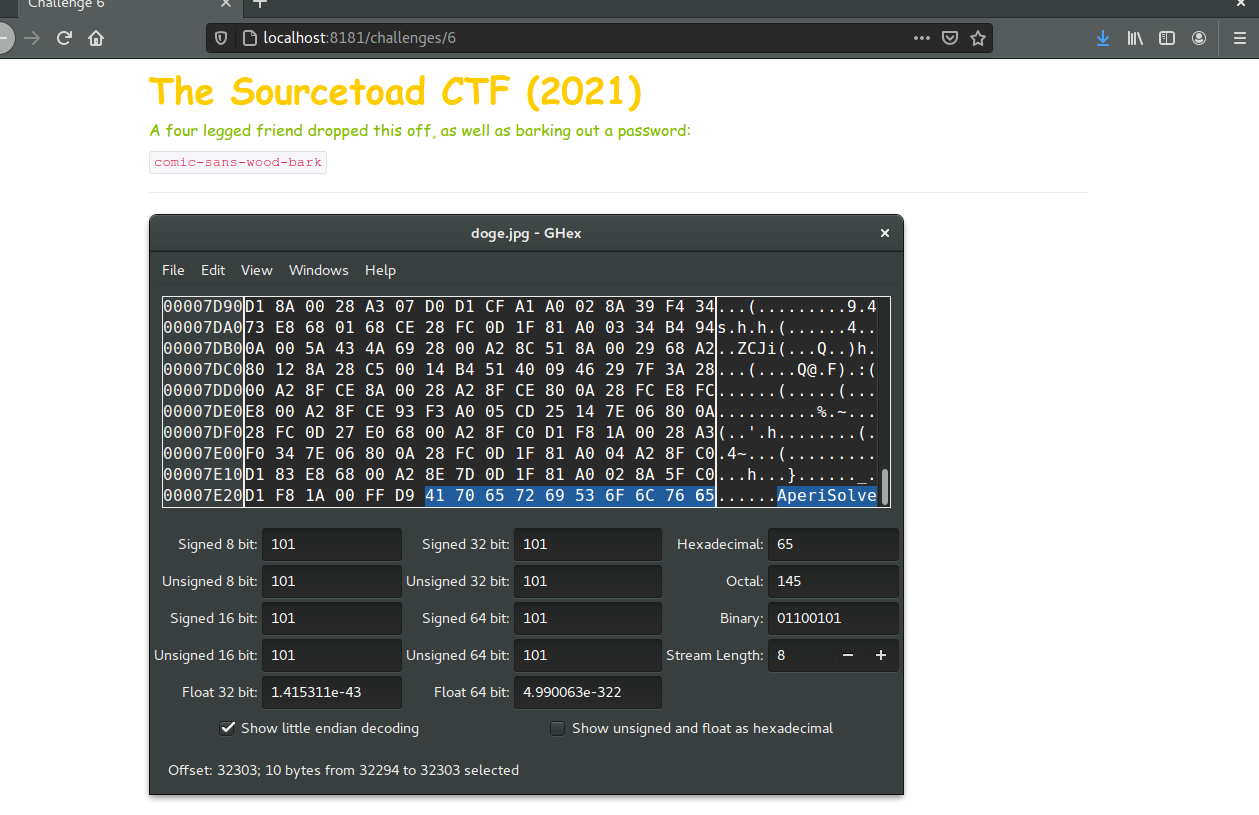 Challenge 6
localhost:8181/challenges/6
The Sourcetoad CTF (2021)
A four legged friend dropped this off, as well as barking out a password:
comic-sans-wood-bark
doge.jpg - GHex
File Edit View Windows Help
00007D90 D1 8A 00 28 A3 07 D0 D1 CF A1 A0 02 8A 39 F4 34 ...(.........9.4
00007DA0 73 E8 68 01 68 CE 28 FC 0D 1F 81 A0 03 34 B4 94 s.h.h.(......4..
00007DB0 0A 00 5A 43 4A 69 28 00 A2 8C 51 8A 00 29 68 A2 ..ZCJi(...Q..)h.
00007DC0 80 12 8A 28 C5 00 14 B4 51 40 09 46 29 7F 3A 28 ...(....Q@.F).:(
00007DD0 00 A2 8F CE 8A 00 28 A2 8F CE 80 0A 28 FC E8 FC ......(.....(...
00007DE0 E8 00 A2 8F CE 93 F3 A0 05 CD 25 14 7E 06 80 0A ..........%.~...
00007DF0 28 FC 0D 27 E0 68 00 A2 8F C0 D1 F8 1A 00 28 A3 (..'.h........(.
00007E00 F0 34 7E 06 80 0A 28 FC 0D 1F 81 A0 04 A2 8F C0 .4~...(.........
00007E10 D1 83 E8 68 00 A2 8E 7D 0D 1F 81 A0 02 8A 5F C0 ...h...}......_.
00007E20 D1 F8 1A 00 FF D9 41 70 65 72 69 53 6F 6C 76 65 ......AperiSolve
Signed 8 bit: 101 Signed 32 bit: 101 Hexadecimal: 65
Unsigned 8 bit: 101 Unsigned 32 bit: 101 Octal: 145
Signed 16 bit: 101 Signed 64 bit: 101 Binary: 01100101
Unsigned 16 bit: 101 Unsigned 64 bit: 101 Stream Length: 8
Float 32 bit: 1.415311e-43 Float 64 bit: 4.990063e-322
Show little endian decoding Show unsigned and float as hexadecimal
Offset: 32303; 10 bytes from 32294 to 32303 selected